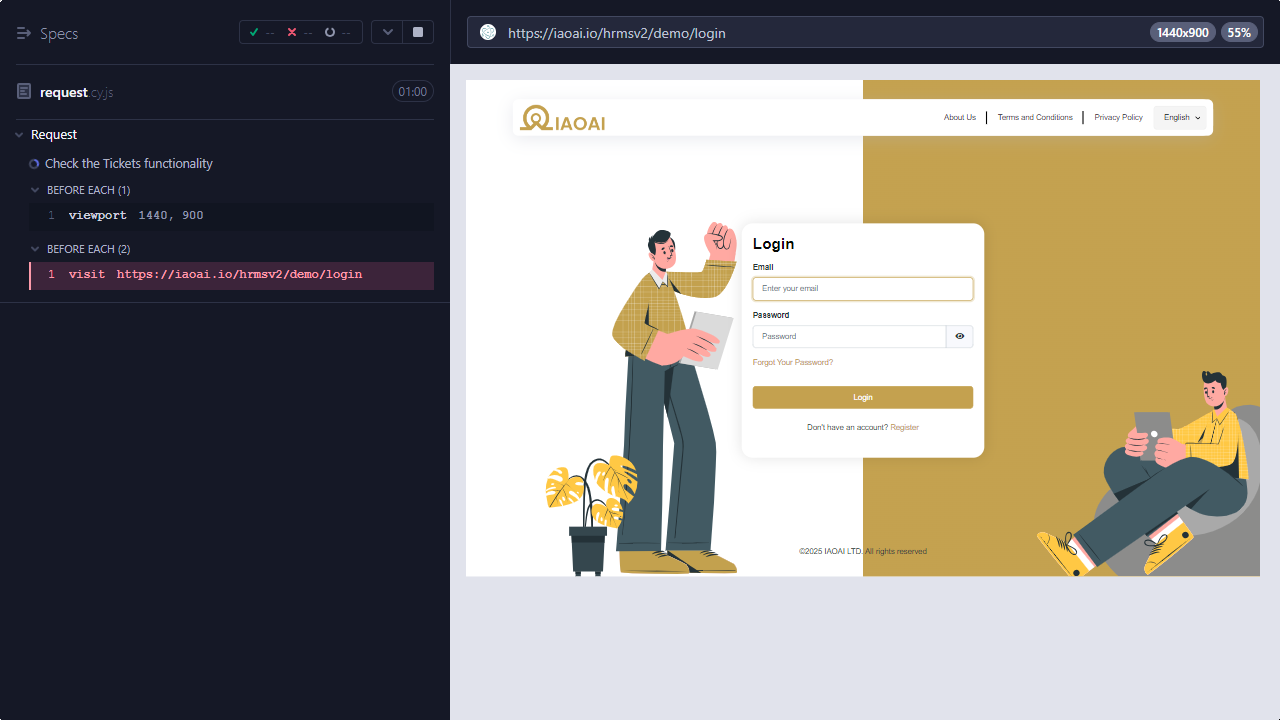 Specs
-- -- --
https://iaoai.io/hrmsv2/demo/login
1440x900
55%
request.cy.js
01:00
Request
Check the Tickets functionality
BEFORE EACH (1)
1 viewport 1440, 900
BEFORE EACH (2)
1 visit https://iaoai.io/hrmsv2/demo/login
IAOAI
About Us
Terms and Conditions
Privacy Policy
English
Login
Email
Enter your email
Password
Password
Forgot Your Password?
Login
Don't have an account? Register
©2025 IAOAI LTD. All rights reserved